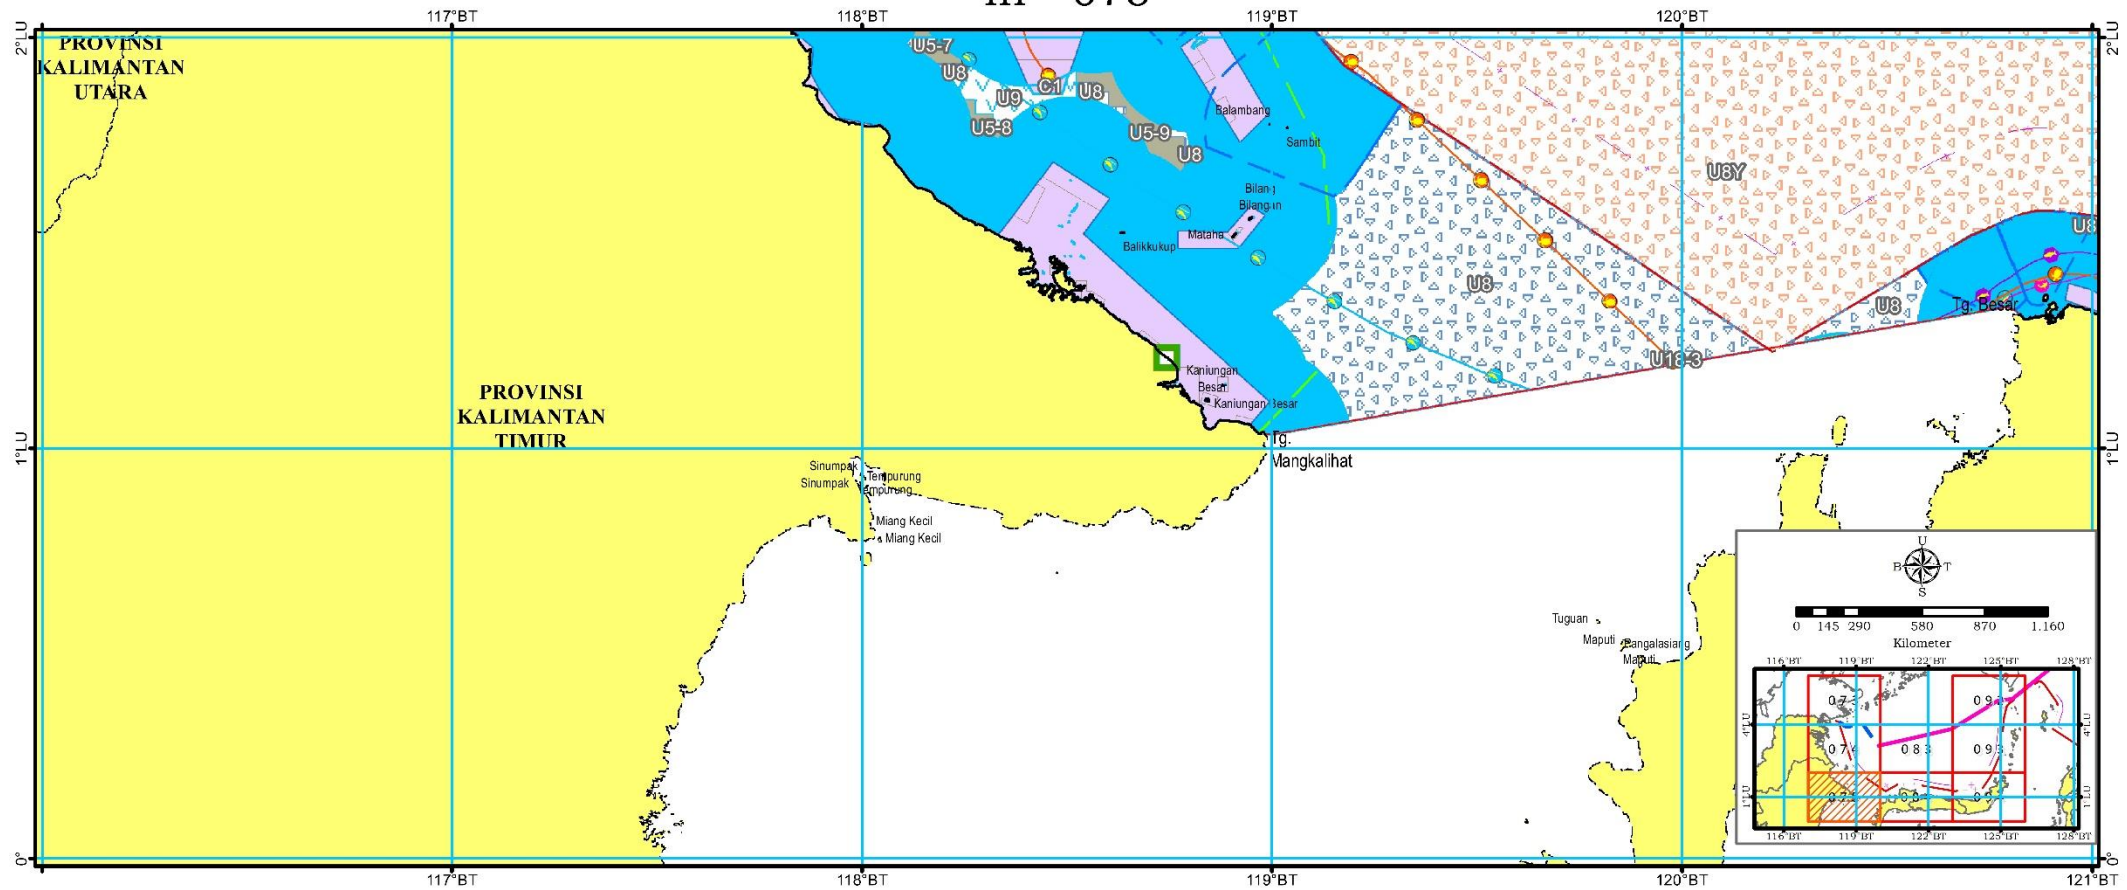 117°BT
118°BT
119°BT
120°BT
2°LU
2°LU
PROVINSI
KALIMANTAN
UTARA
U5-7
U8
U9
C1
U8
U5-8
U5-9
U8
Balambang
Sambit
U8Y
Bilangan
Mataha
Balikkukup
U8
U8
U8
Tg. Besar
U18-3
Kaniungan
Besar
Kaniungan Besar
PROVINSI
KALIMANTAN
TIMUR
1°LU
1°LU
Tg.
Mangkalihat
Sinumpak
Tempurung
Sinumpak
Tempurung
Miang Kecil
Miang Kecil
Tuguan
Maputi
Pangalasiang
Maputi
U
B
T
S
0 145 290 580 870 1.160
Kilometer
116°BT 119°BT 122°BT 125°BT 128°BT
4°LU
4°LU
083
1°LU
1°LU
116°BT 119°BT 122°BT 125°BT 128°BT
0°
0°
117°BT
118°BT
119°BT
120°BT
121°BT